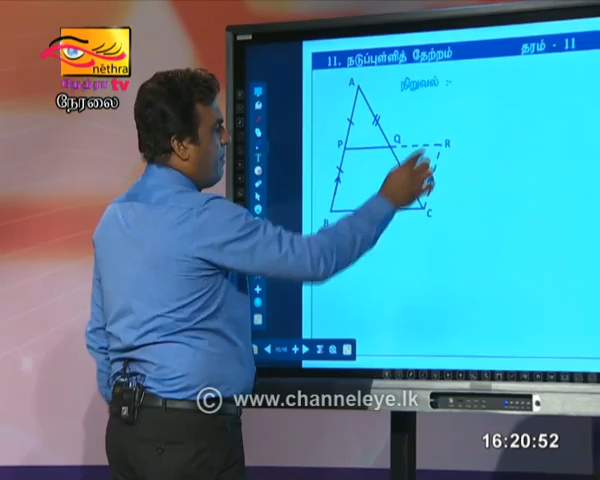 nēthra
நேத்ரா tv
நேரலை
11. நடுப்புள்ளித் தேற்றம்
தரம் - 11
நிறுவல் :-
A
P
Q
R
B
C
© www.channeleye.lk
16:20:52